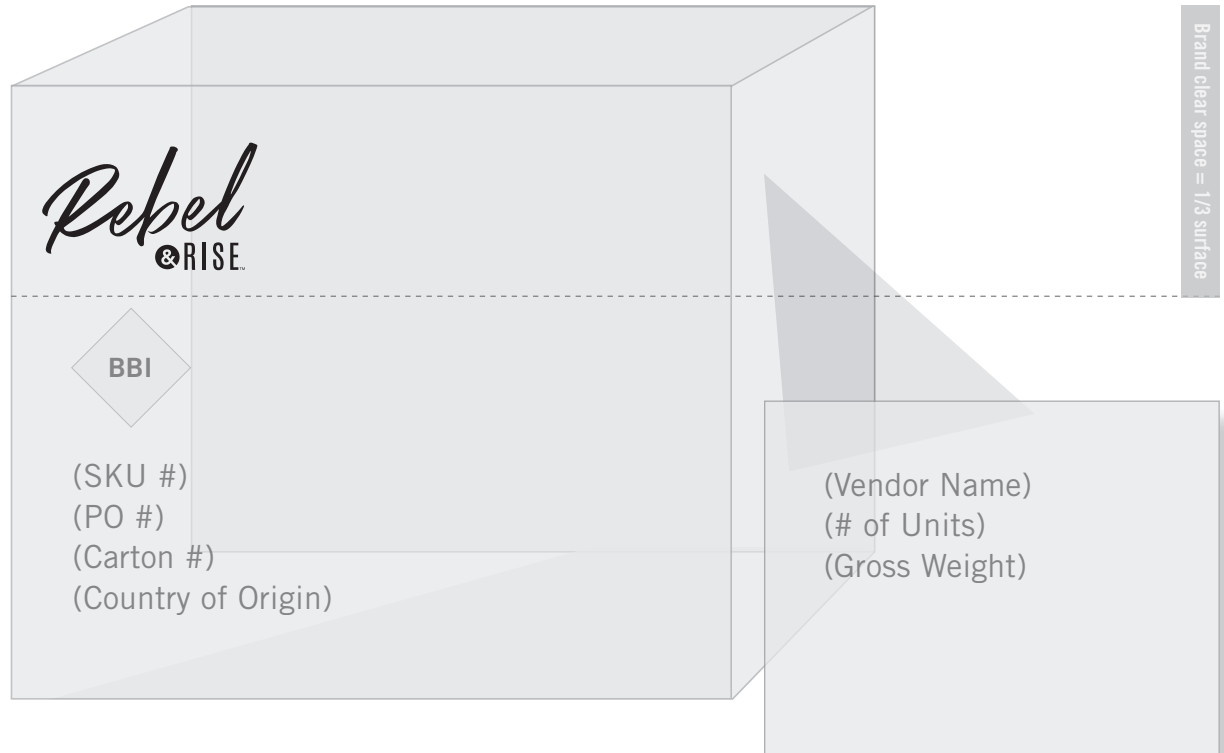 Rebel
& RISE™
BBI
(SKU #)
(PO #)
(Carton #)
(Country of Origin)
(Vendor Name)
(# of Units)
(Gross Weight)
Brand clear space = 1/3 surface